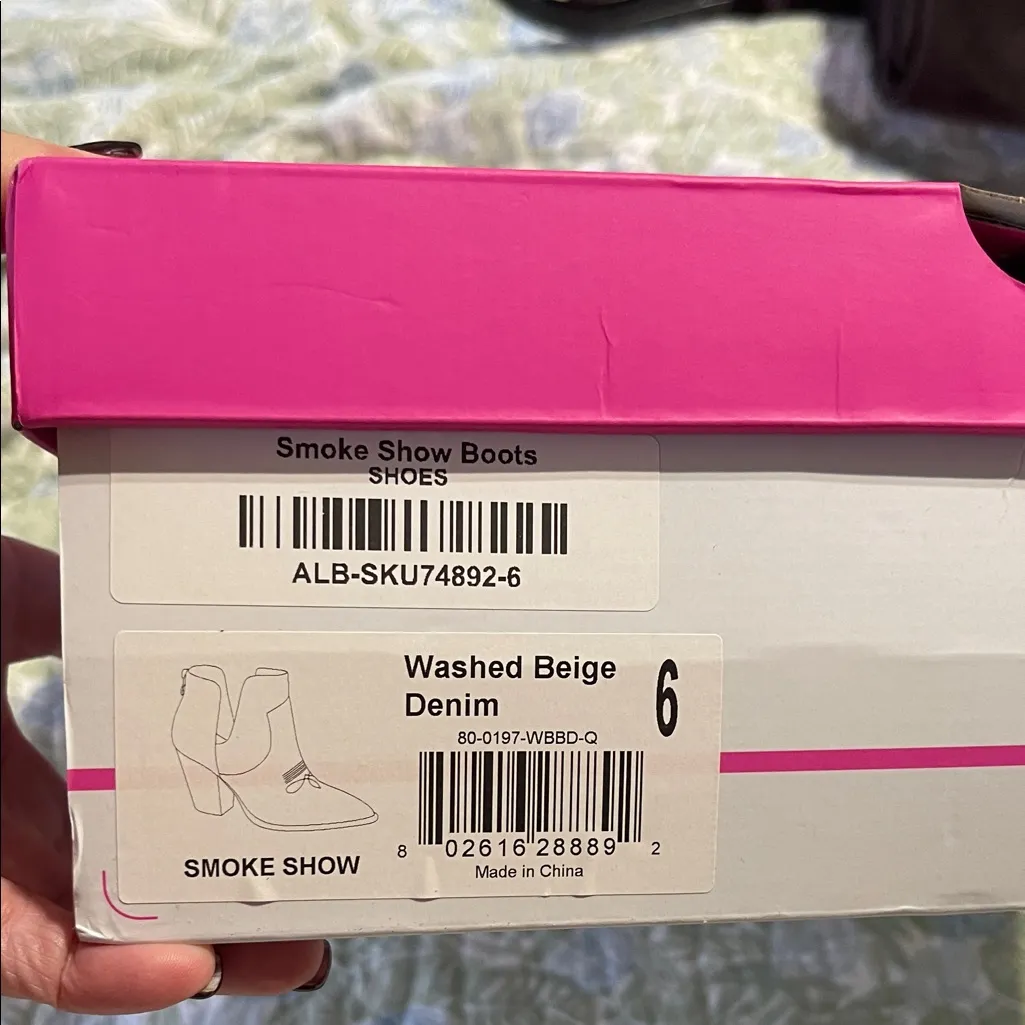 Smoke Show Boots
SHOES
ALB-SKU74892-6
Washed Beige
Denim
6
80-0197-WBBD-Q
8 02616 28889 2
Made in China
SMOKE SHOW